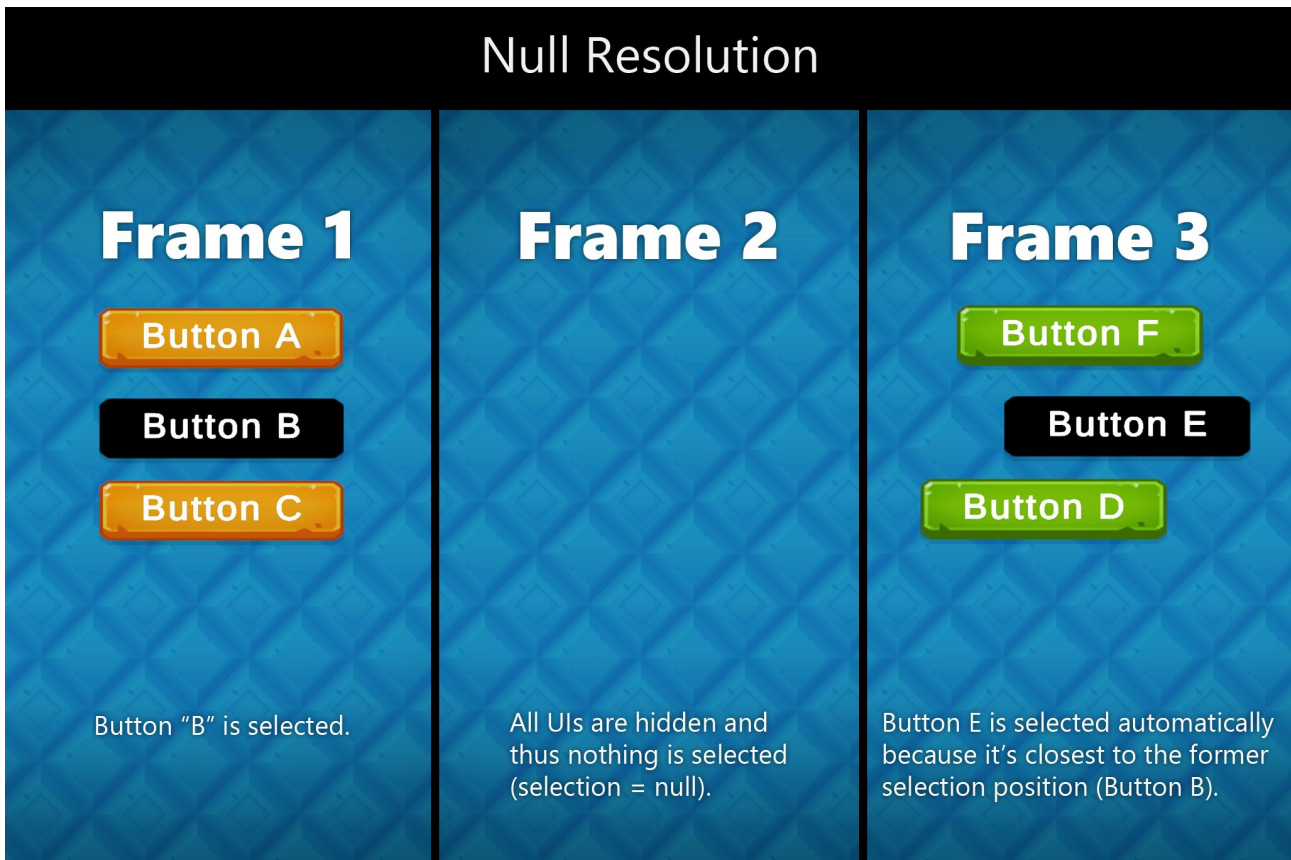 Null Resolution
Frame 1
Button A
Button B
Button C
Button “B” is selected.
Frame 2
All UIs are hidden and
thus nothing is selected
(selection = null).
Frame 3
Button F
Button E
Button D
Button E is selected automatically
because it’s closest to the former
selection position (Button B).